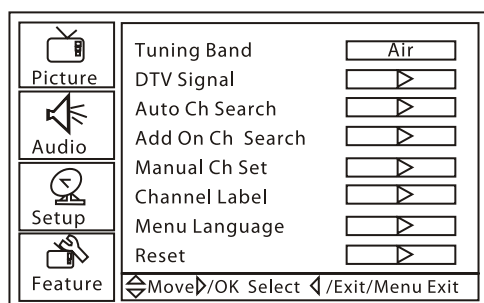 Picture
Audio
Setup
Feature
Tuning Band Air
DTV Signal
Auto Ch Search
Add On Ch Search
Manual Ch Set
Channel Label
Menu Language
Reset
Move /OK Select /Exit/Menu Exit